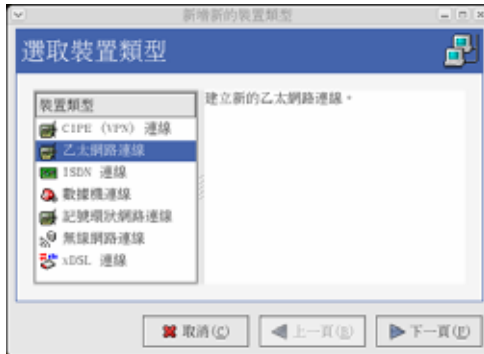 新增新的裝置類型
選取裝置類型
裝置類型
CIPE (VPN) 連線
乙太網路連線
ISDN 連線
數據機連線
記號環狀網路連線
無線網路連線
xDSL 連線
建立新的乙太網路連線。
取消(C)
上一頁(B)
下一頁(F)